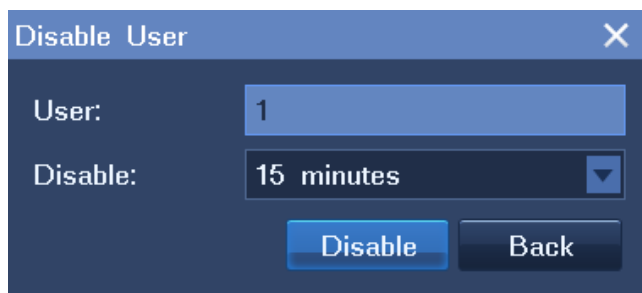 Disable User
User: 1
Disable: 15 minutes
Disable Back